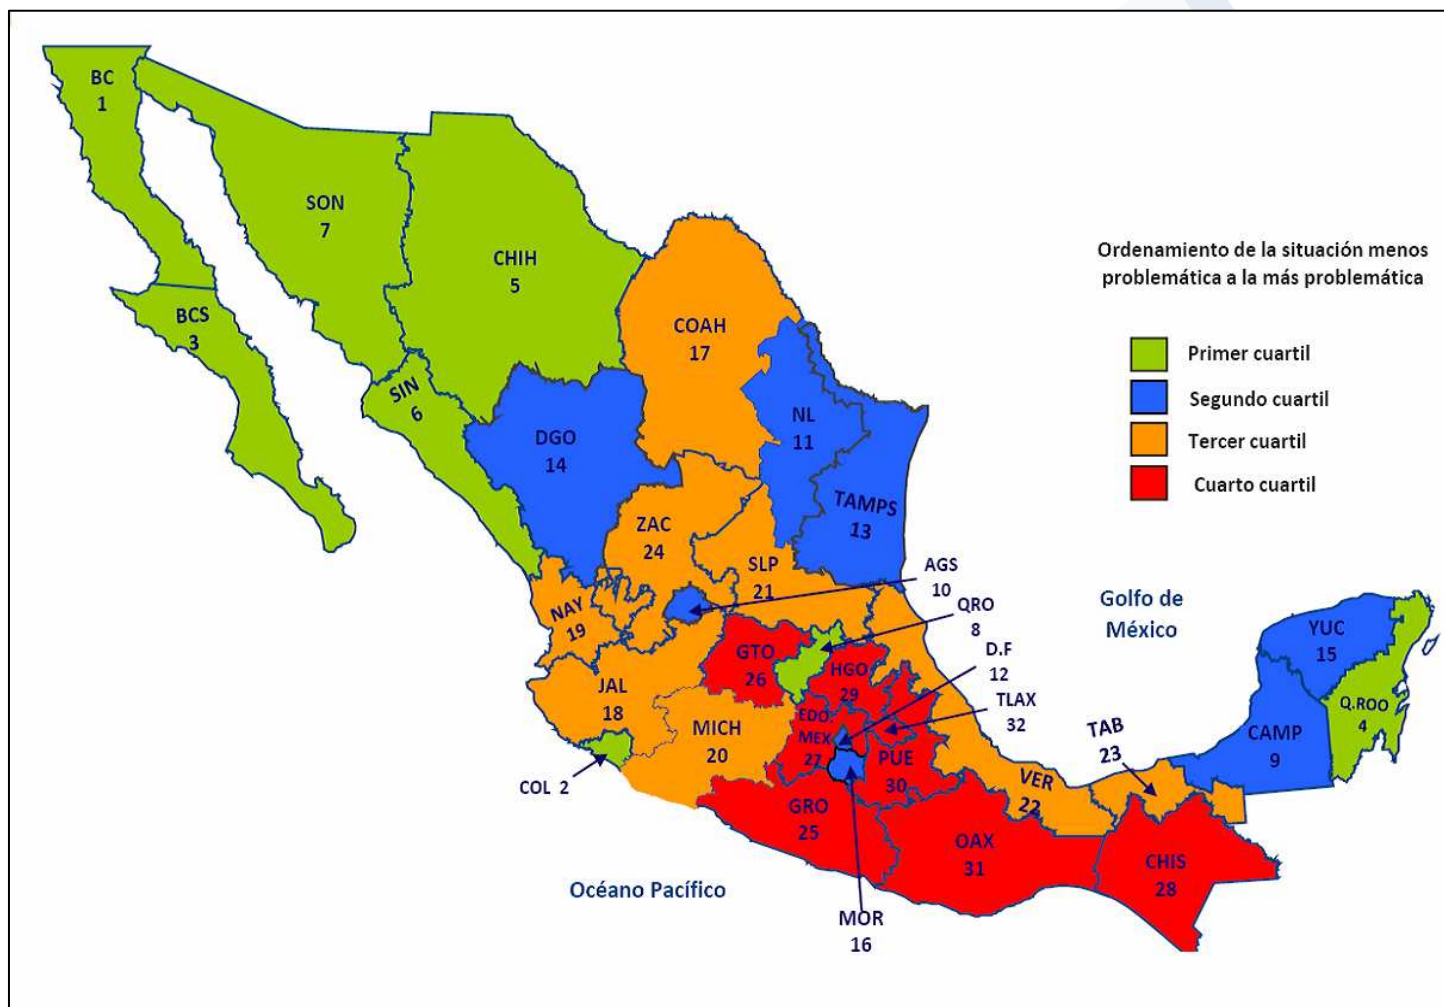 BC
1
SON
7
CHIH
5
BCS
3
SIN
6
COAH
17
DGO
14
NL
11
TAMPS
13
ZAC
24
SLP
21
NAY
19
AGS
10
QRO
8
D.F
12
TLAX
32
GTO
26
HGO
29
JAL
18
MICH
20
EDO.
MEX
27
PUE
30
COL 2
GRO
25
MOR
16
VER
22
OAX
31
TAB
23
CHIS
28
CAMP
9
YUC
15
Q.ROO
4
Ordenamiento de la situación menos
problemática a la más problemática
Primer cuartil
Segundo cuartil
Tercer cuartil
Cuarto cuartil
Golfo de
México
Océano Pacífico